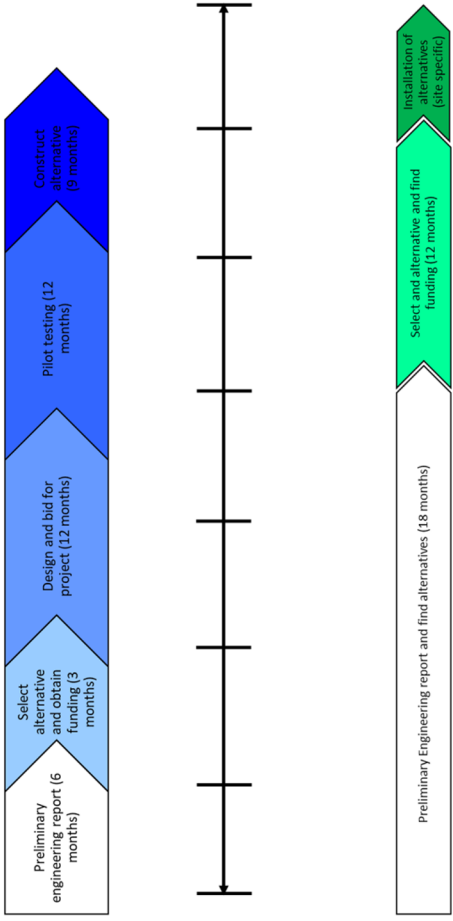 Preliminary
engineering report (6
months)
Select
alternative
and obtain
funding (3
months)
Design and bid for
project (12 months)
Pilot testing (12
months)
Construct
alternative
(9 months)
Preliminary Engineering report and find alternatives (18 months)
Select and alternative and find
funding (12 months)
Installation of
alternatives
(site specific)